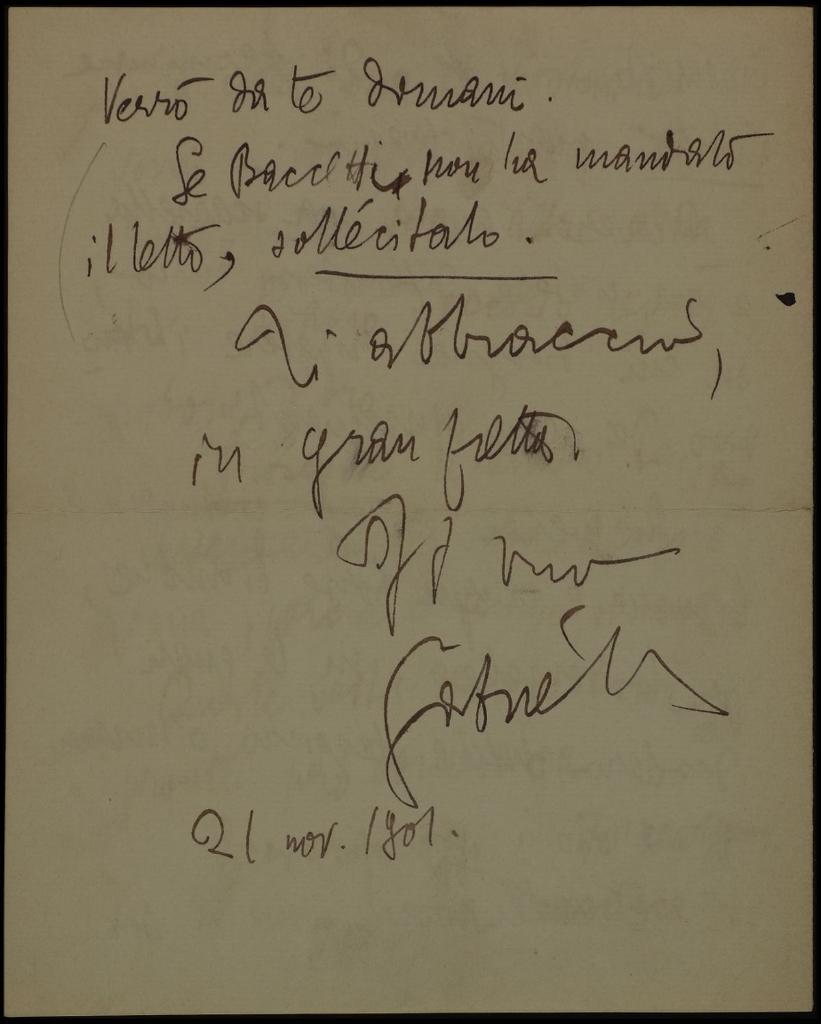 Verrò da te domani.
Se Baccetti non ha mandato
il letto, sollécitalo.
Ti abbraccio,
in gran fretta.
Il tuo
Gabriele
21 nov. 1901.